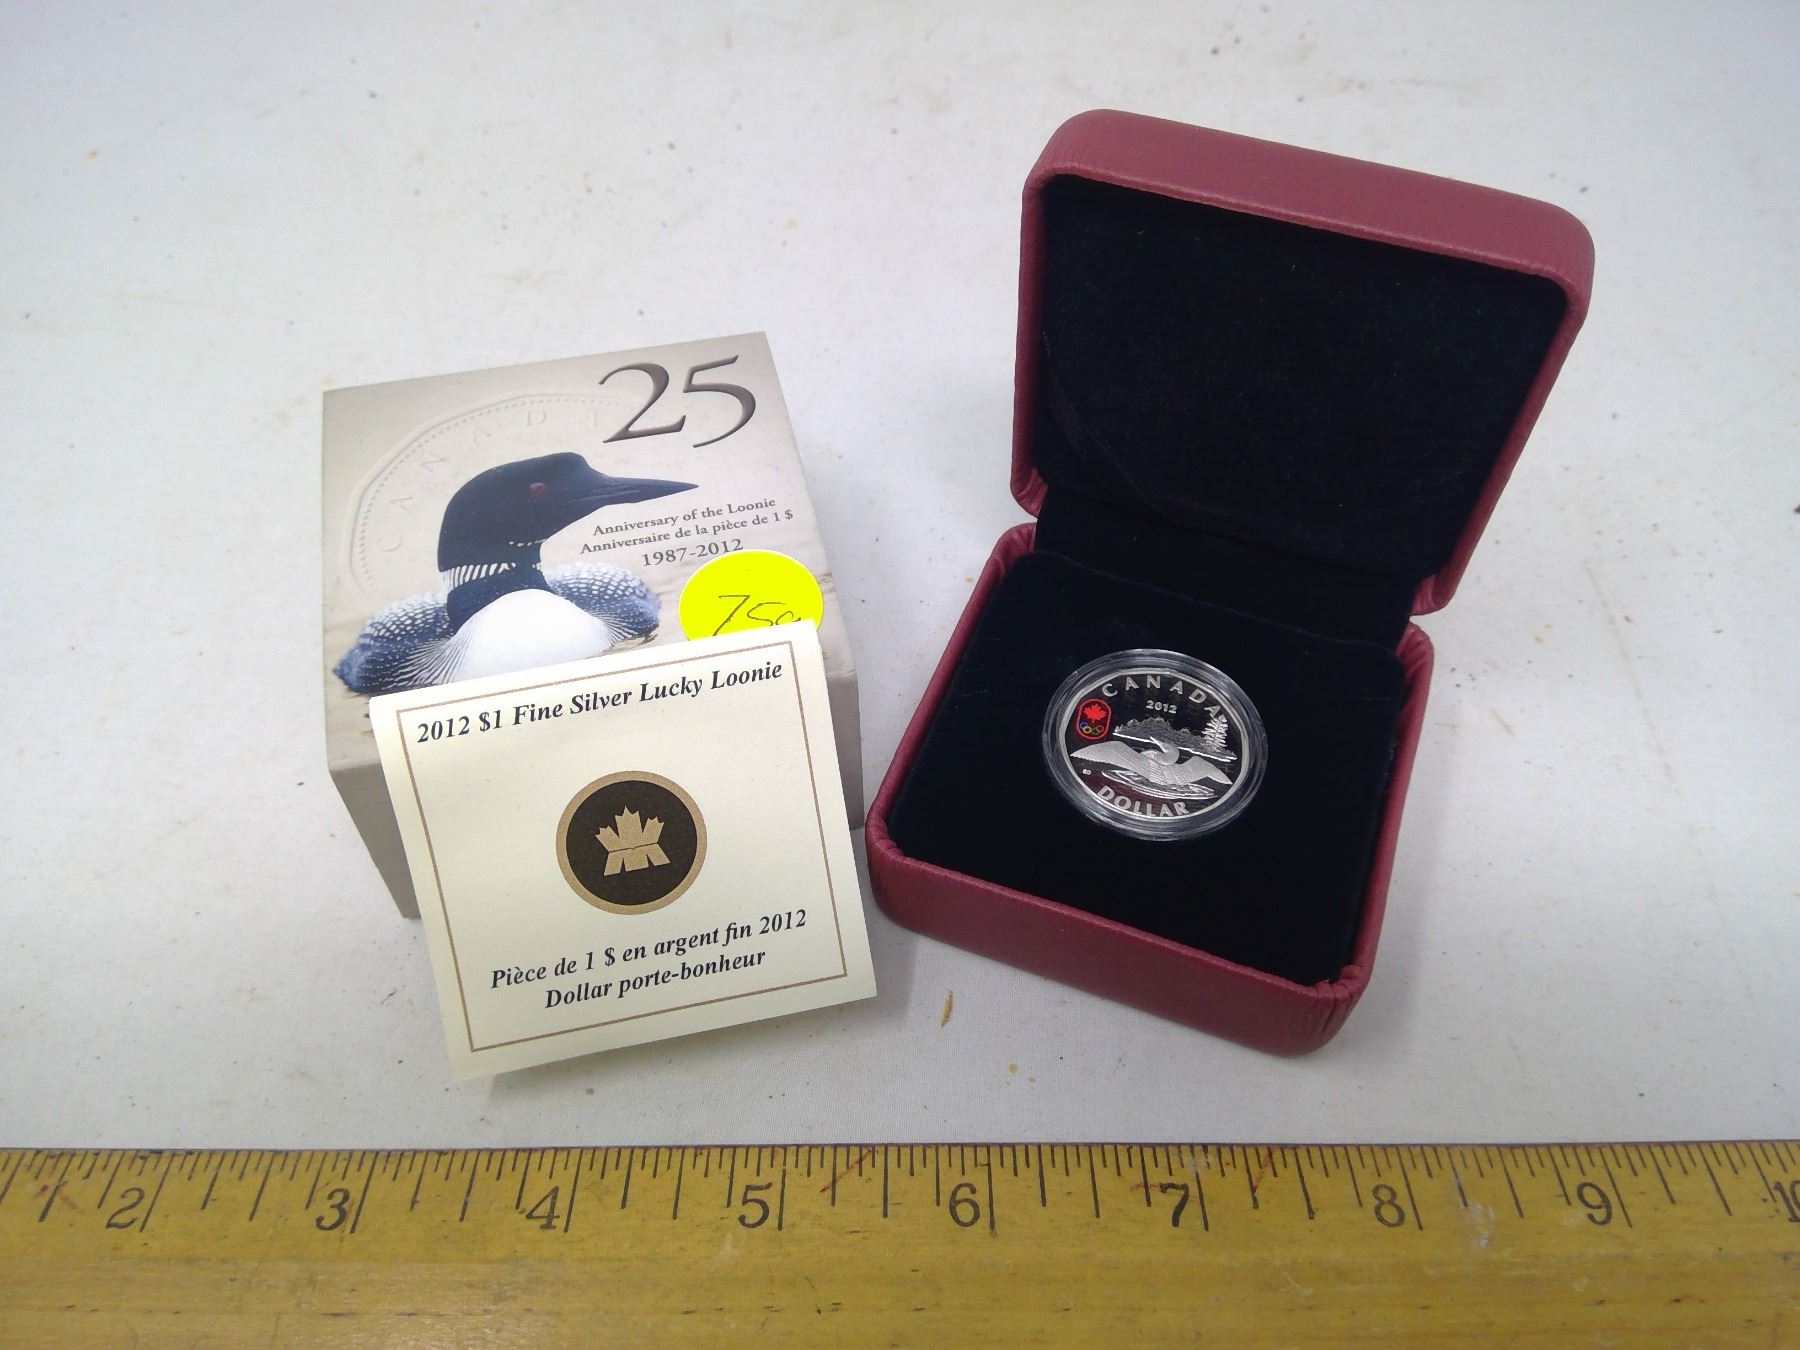 25
CANADA
Anniversary of the Loonie
Anniversaire de la pièce de 1 $
1987-2012
2012 $1 Fine Silver Lucky Loonie
Pièce de 1 $ en argent fin 2012
Dollar porte-bonheur
CANADA
2012
DOLLAR
2 3 4 5 6 7 8 9 10